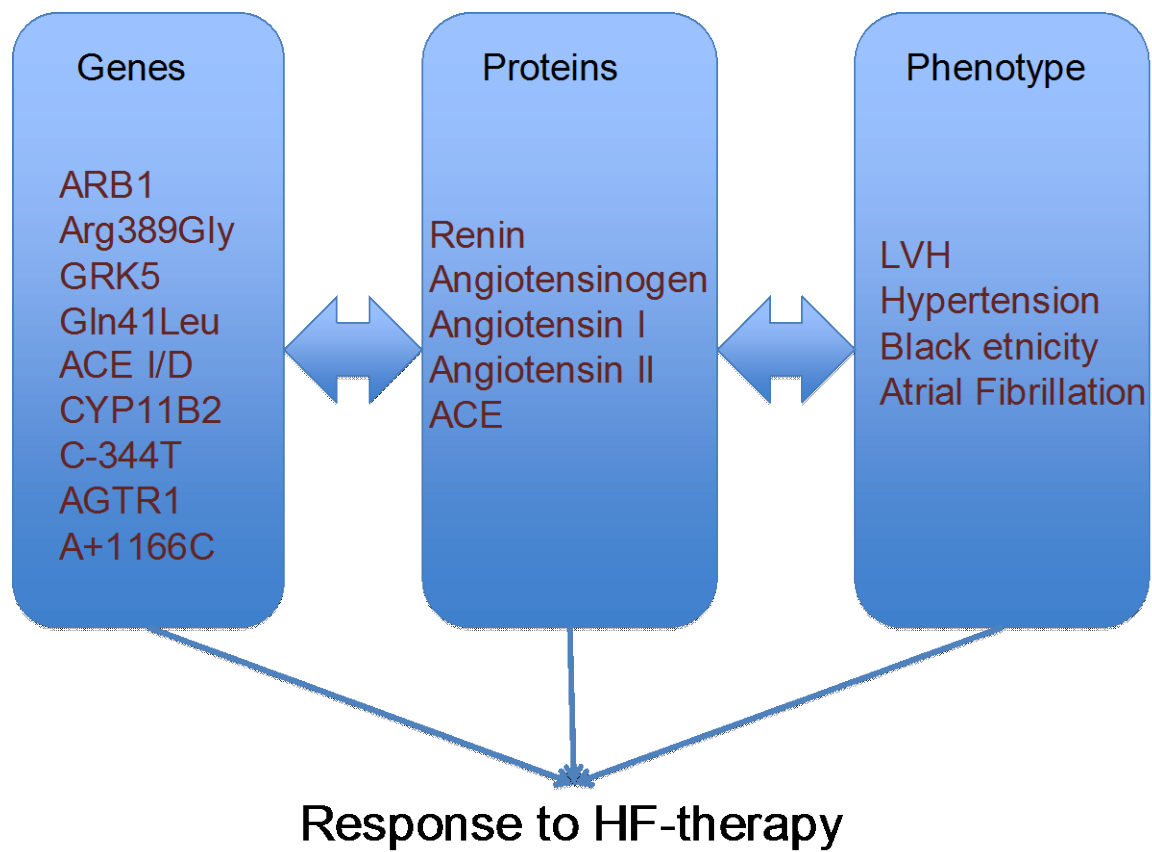 Genes
ARB1
Arg389Gly
GRK5
Gln41Leu
ACE I/D
CYP11B2
C-344T
AGTR1
A+1166C
Proteins
Renin
Angiotensinogen
Angiotensin I
Angiotensin II
ACE
Phenotype
LVH
Hypertension
Black etnicity
Atrial Fibrillation
Response to HF-therapy